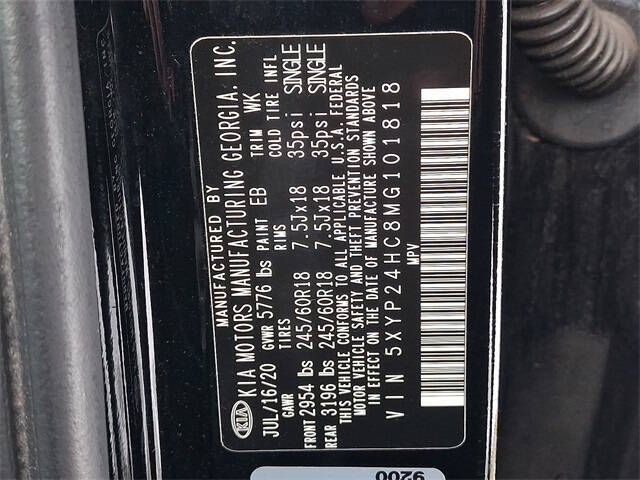 MANUFACTURED BY
KIA KIA MOTORS MANUFACTURING GEORGIA, INC.
JUL/16/20 GVWR 5776 lbs PAINT EB TRIM WK
GAWR TIRES RIMS COLD TIRE INFL
FRONT 2954 lbs 245/60R18 7.5Jx18 35psi SINGLE
REAR 3196 lbs 245/60R18 7.5Jx18 35psi SINGLE
THIS VEHICLE CONFORMS TO ALL APPLICABLE U.S.A. FEDERAL
MOTOR VEHICLE SAFETY AND THEFT PREVENTION STANDARDS
IN EFFECT ON THE DATE OF MANUFACTURE SHOWN ABOVE
VIN 5XYP24HC8MG101818
MPV
9200